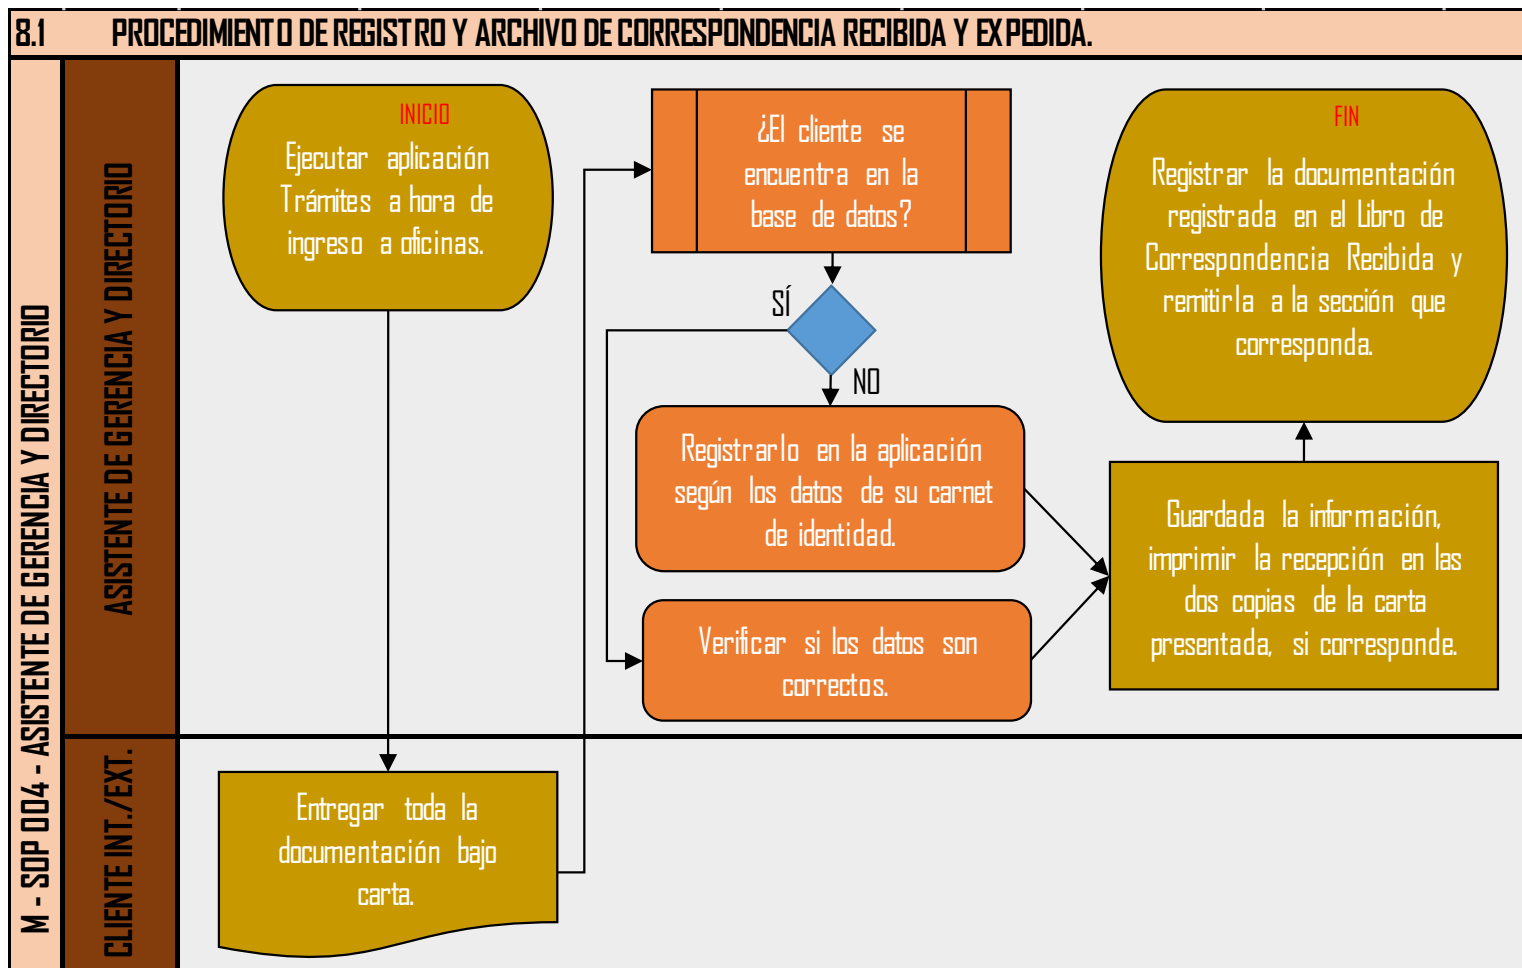 8.1 PROCEDIMIENTO DE REGISTRO Y ARCHIVO DE CORRESPONDENCIA RECIBIDA Y EXPEDIDA.
M - SOP 004 - ASISTENTE DE GERENCIA Y DIRECTORIO
ASISTENTE DE GERENCIA Y DIRECTORIO
INICIO
Ejecutar aplicación
Trámites a hora de
ingreso a oficinas.
¿El cliente se
encuentra en la
base de datos?
SÍ
NO
Registrarlo en la aplicación
según los datos de su carnet
de identidad.
Verificar si los datos son
correctos.
FIN
Registrar la documentación
registrada en el Libro de
Correspondencia Recibida y
remitirla a la sección que
corresponda.
Guardada la información,
imprimir la recepción en las
dos copias de la carta
presentada, si corresponde.
CLIENTE INT./EXT.
Entregar toda la
documentación bajo
carta.